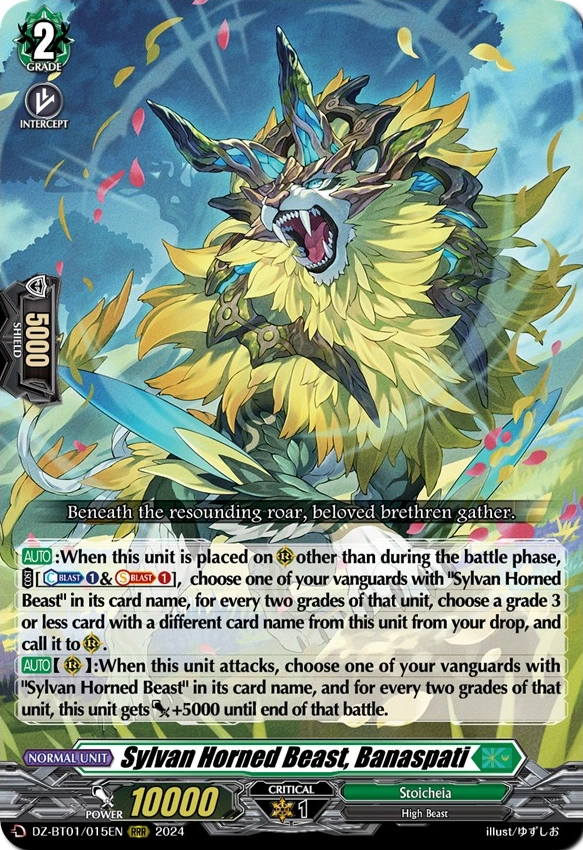 2
GRADE
INTERCEPT
5000
SHIELD
Beneath the resounding roar, beloved brethren gather.
AUTO:When this unit is placed on R other than during the battle phase,
COST[C BLAST 1 & S BLAST 1], choose one of your vanguards with "Sylvan Horned
Beast" in its card name, for every two grades of that unit, choose a grade 3
or less card with a different card name from this unit from your drop, and
call it to R.
AUTO【R】:When this unit attacks, choose one of your vanguards with
"Sylvan Horned Beast" in its card name, and for every two grades of that
unit, this unit gets +5000 until end of that battle.
NORMAL UNIT
Sylvan Horned Beast, Banaspati
POWER 10000
CRITICAL
1
Stoicheia
High Beast
D DZ-BT01/015EN RRR 2024
illust/ゆずしお